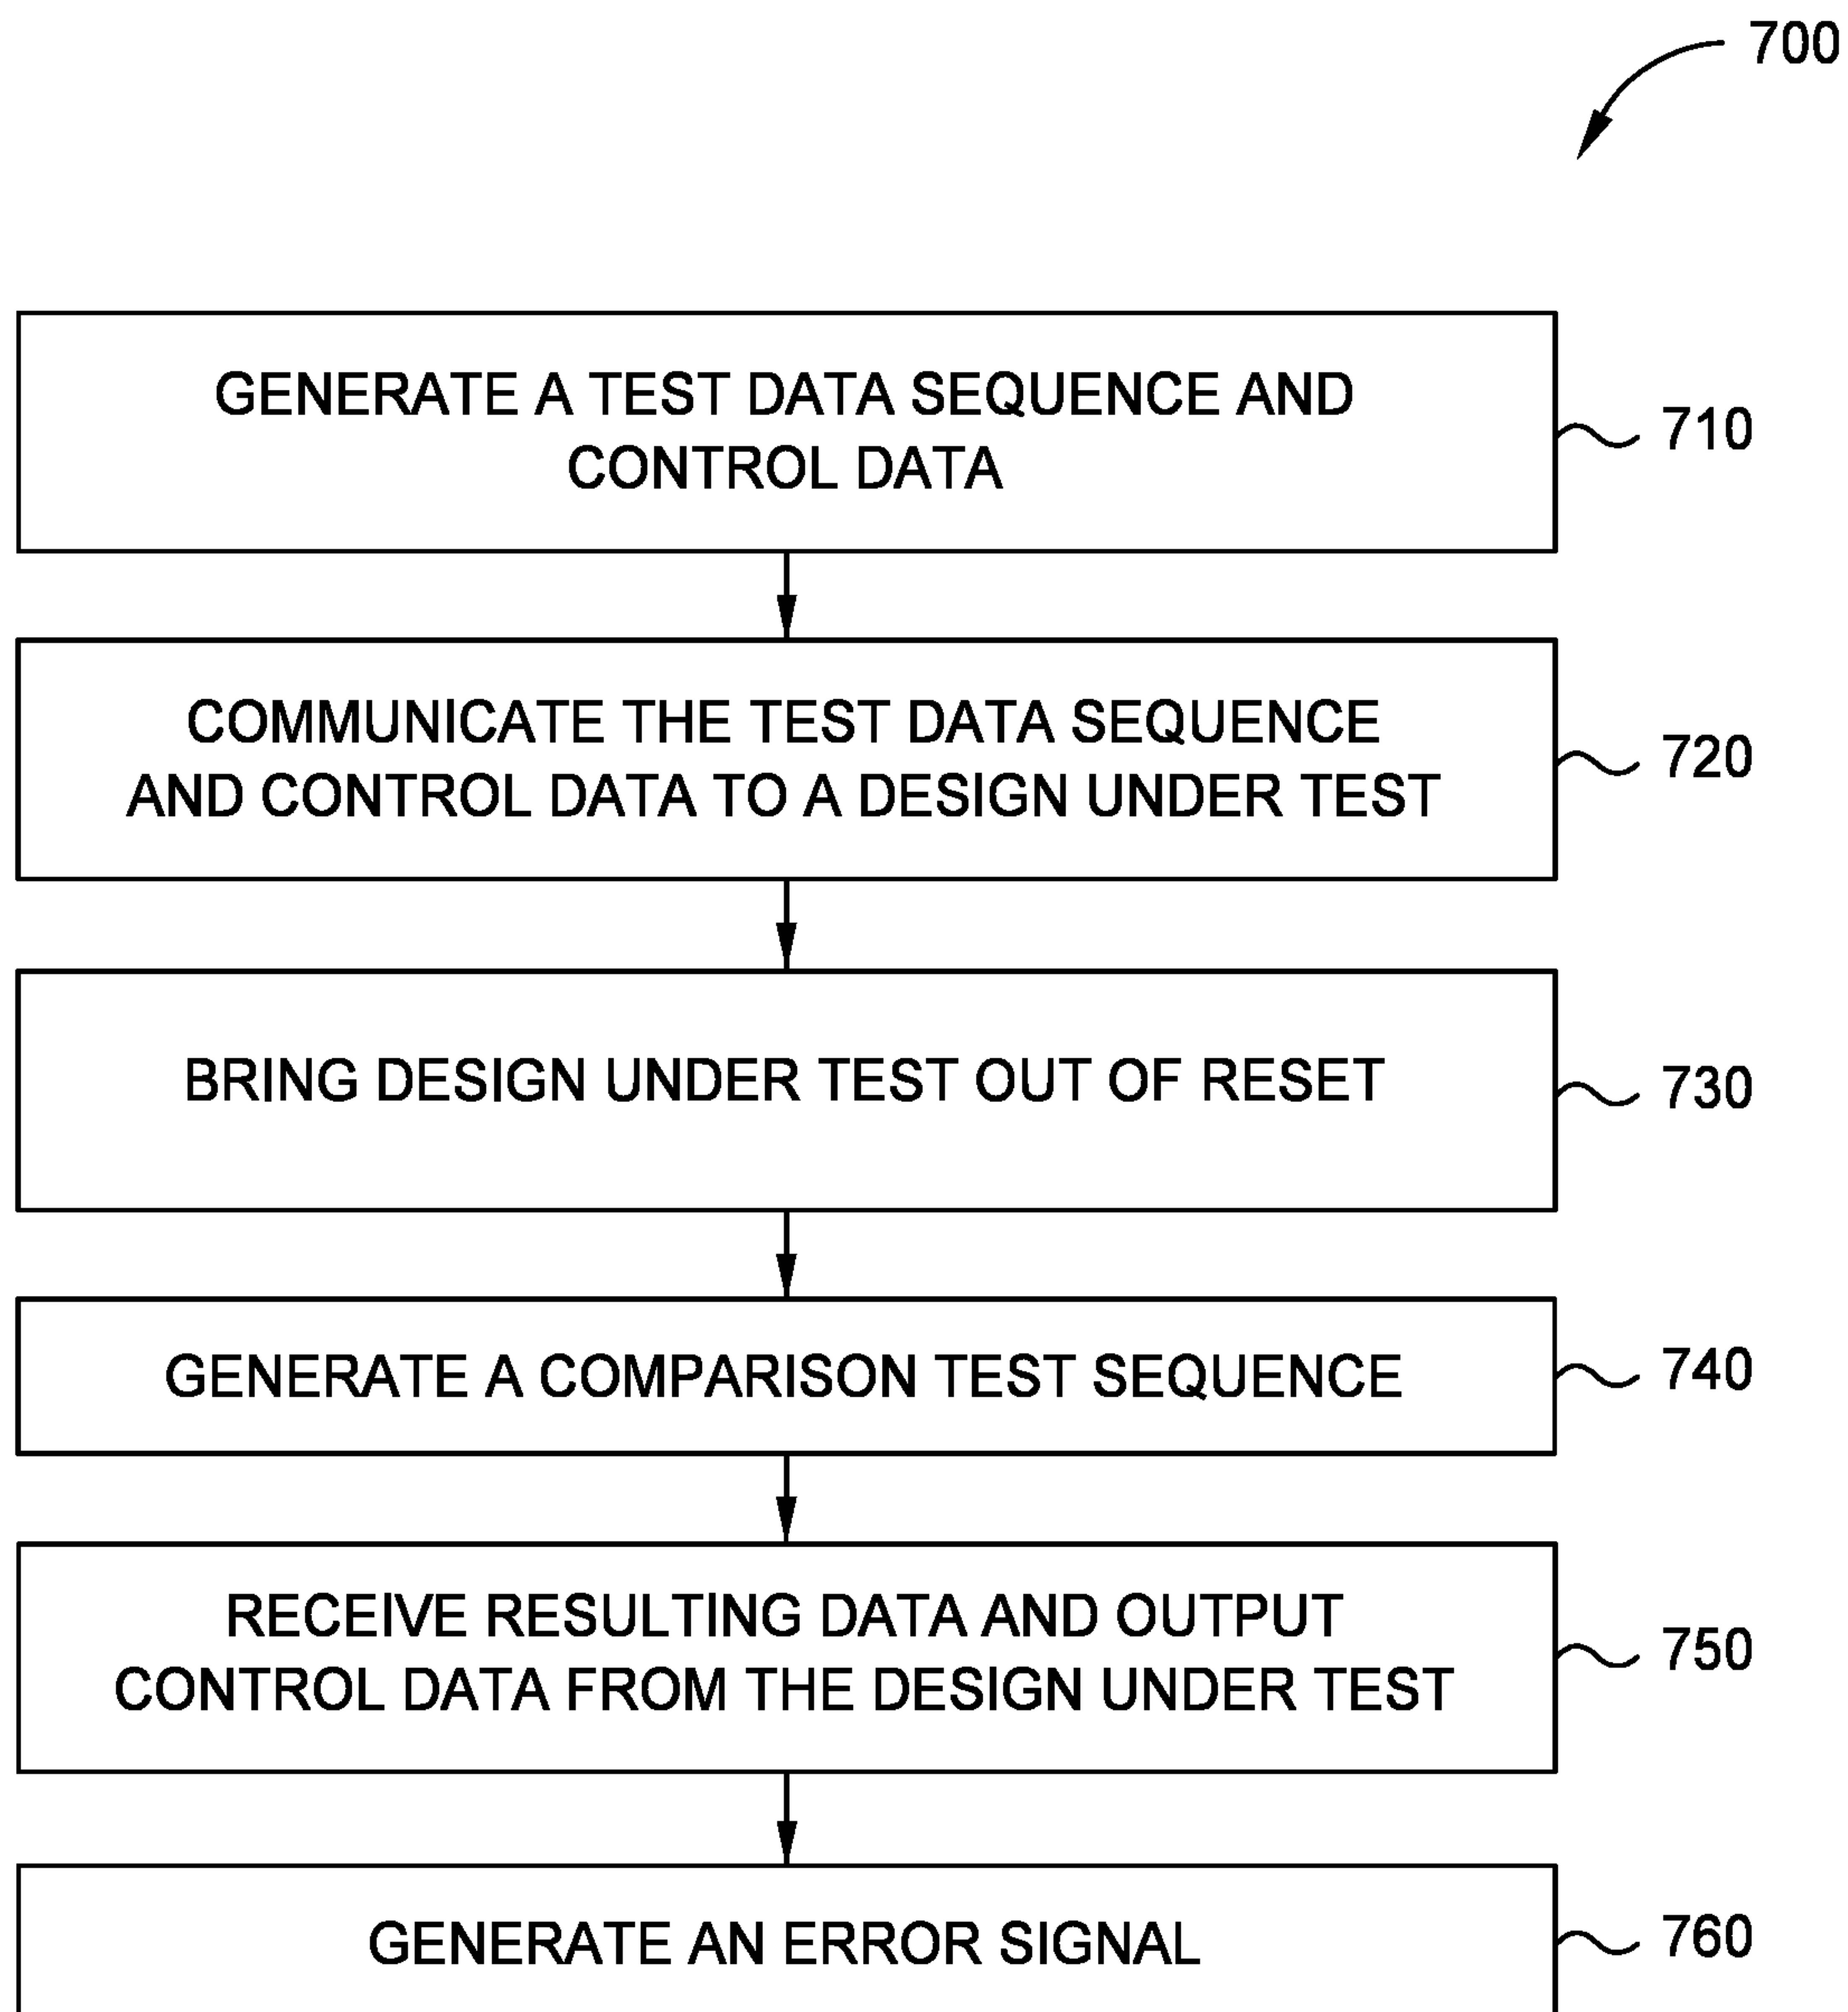 700
GENERATE A TEST DATA SEQUENCE AND
CONTROL DATA
710
COMMUNICATE THE TEST DATA SEQUENCE
AND CONTROL DATA TO A DESIGN UNDER TEST
720
BRING DESIGN UNDER TEST OUT OF RESET
730
GENERATE A COMPARISON TEST SEQUENCE
740
RECEIVE RESULTING DATA AND OUTPUT
CONTROL DATA FROM THE DESIGN UNDER TEST
750
GENERATE AN ERROR SIGNAL
760